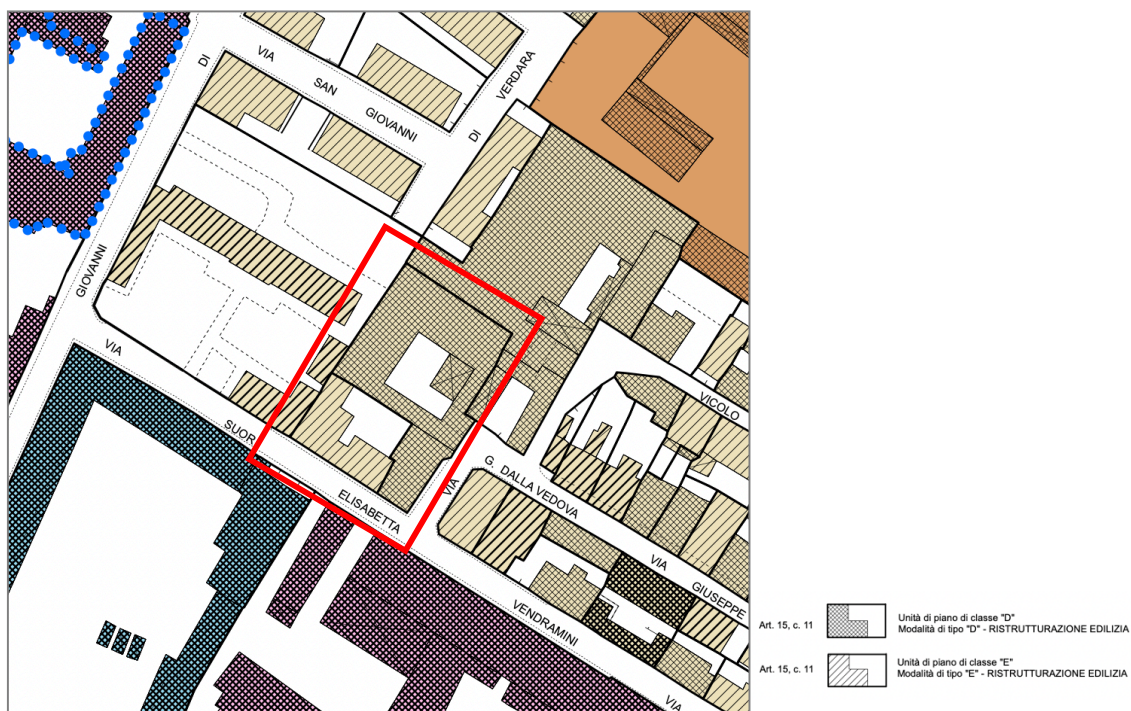 VIA
SAN
GIOVANNI
DI
VERDARA
DI
GIOVANNI
VIA
SUOR
ELISABETTA
VENDRAMINI
VIA
VIA
G. DALLA VEDOVA
VIA
GIUSEPPE
VICOLO
Art. 15, c. 11
Unità di piano di classe "D"
Modalità di tipo "D" - RISTRUTTURAZIONE EDILIZIA
Art. 15, c. 11
Unità di piano di classe "E"
Modalità di tipo "E" - RISTRUTTURAZIONE EDILIZIA